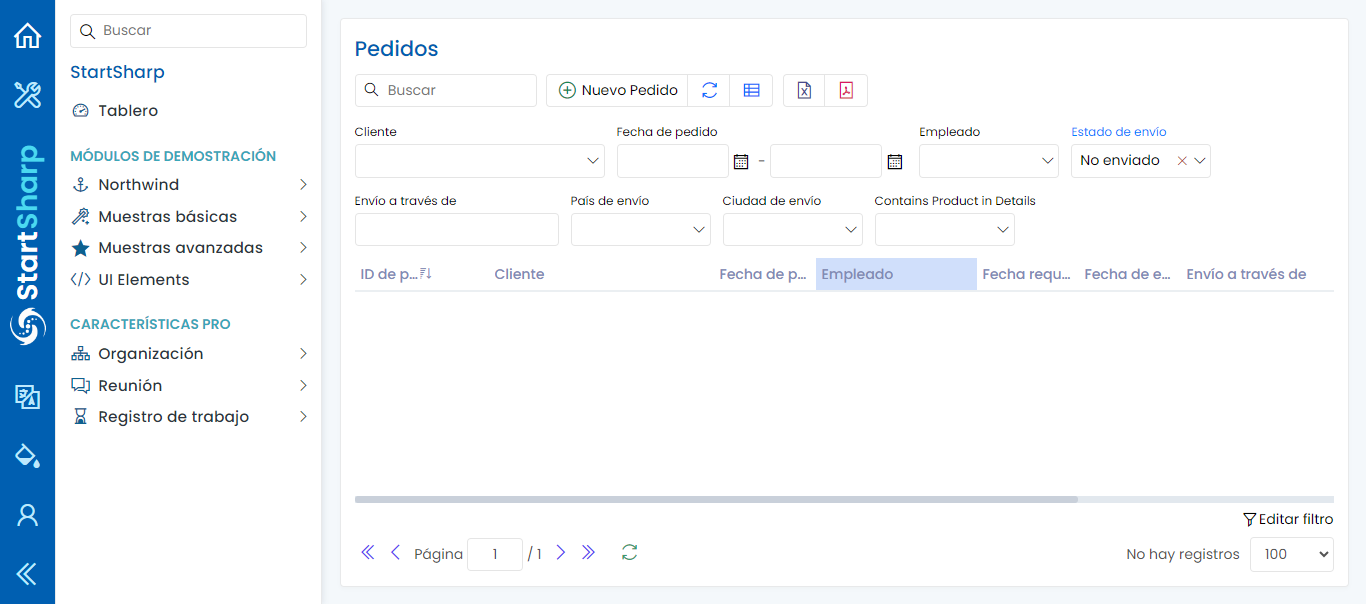 Buscar
StartSharp
Tablero
MÓDULOS DE DEMOSTRACIÓN
Northwind
Muestras básicas
Muestras avanzadas
UI Elements
CARACTERÍSTICAS PRO
Organización
Reunión
Registro de trabajo
StartSharp
Pedidos
Buscar
Nuevo Pedido
Cliente Fecha de pedido Empleado Estado de envío
– No enviado
Envío a través de País de envío Ciudad de envío Contains Product in Details
ID de p... Cliente Fecha de p... Empleado Fecha requ... Fecha de e... Envío a través de
Editar filtro
Página 1 / 1 No hay registros 100